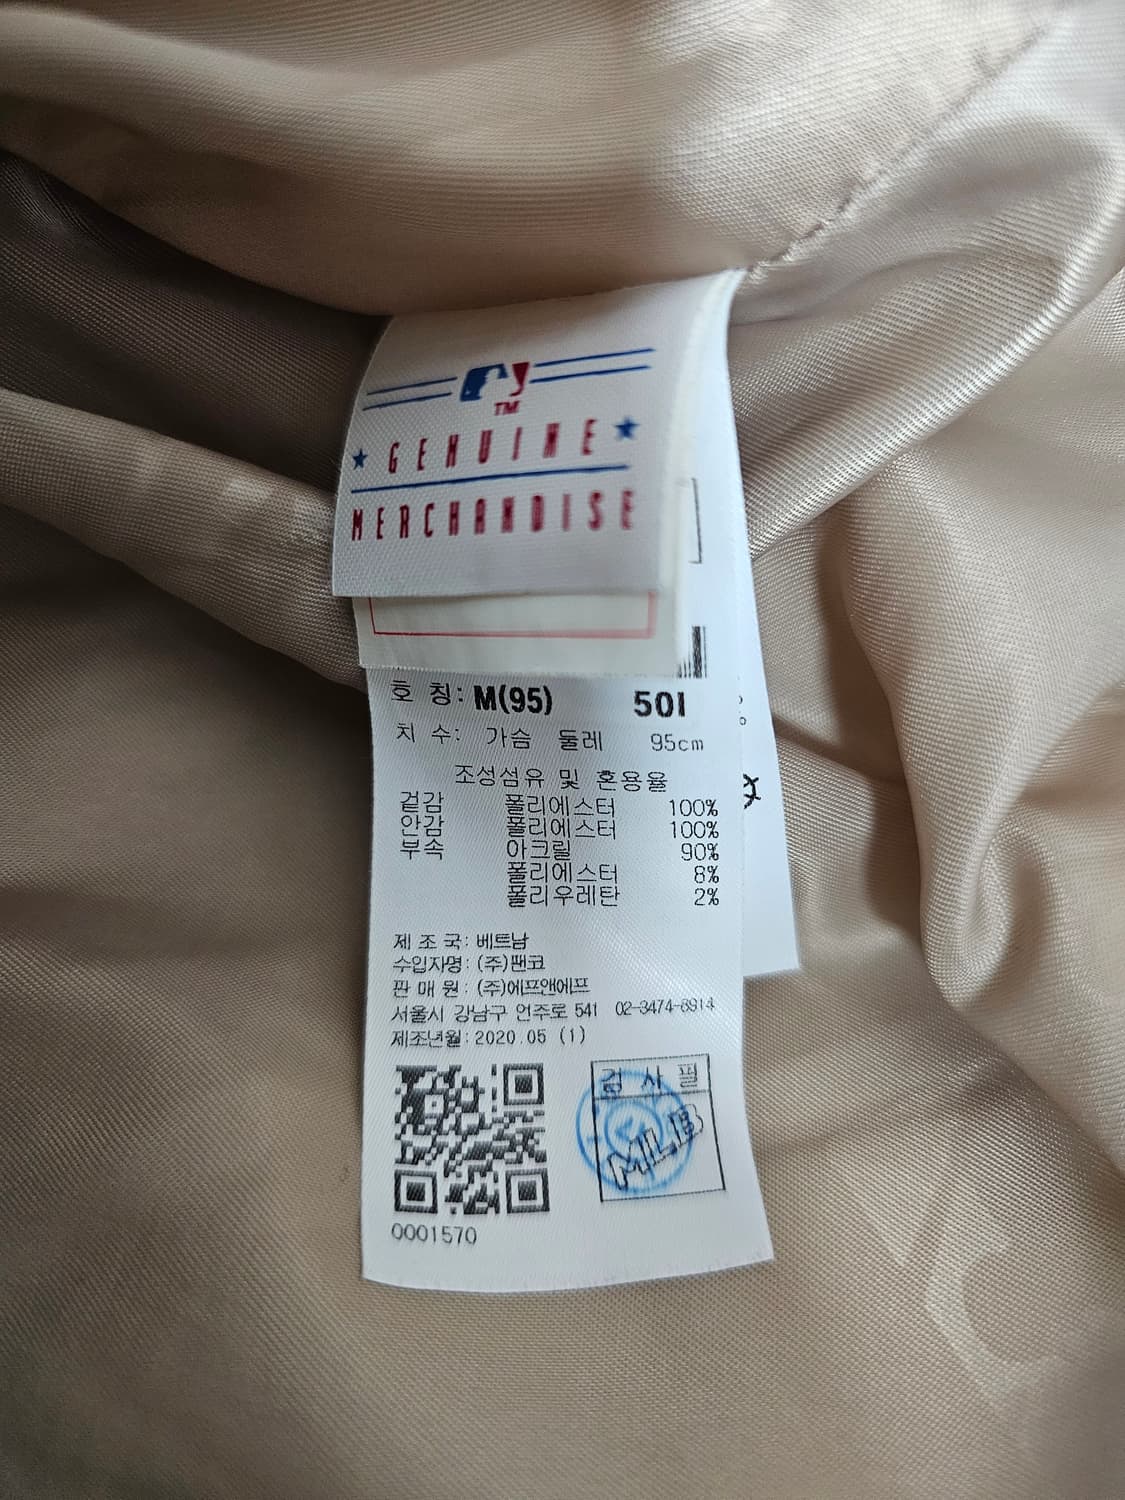 TM
GENUINE
MERCHANDISE
호 칭: M(95) 50I
치 수: 가슴 둘레 95cm
조성섬유 및 혼용율
겉감 폴리에스터 100%
안감 폴리에스터 100%
부속 아크릴 90%
폴리에스터 8%
폴리우레탄 2%
제 조 국: 베트남
수입자명: (주)팬코
판 매 원: (주)에프앤에프
서울시 강남구 언주로 541 02-3474-8914
제조년월: 2020.05 (1)
검 사 필
MLB
0001570